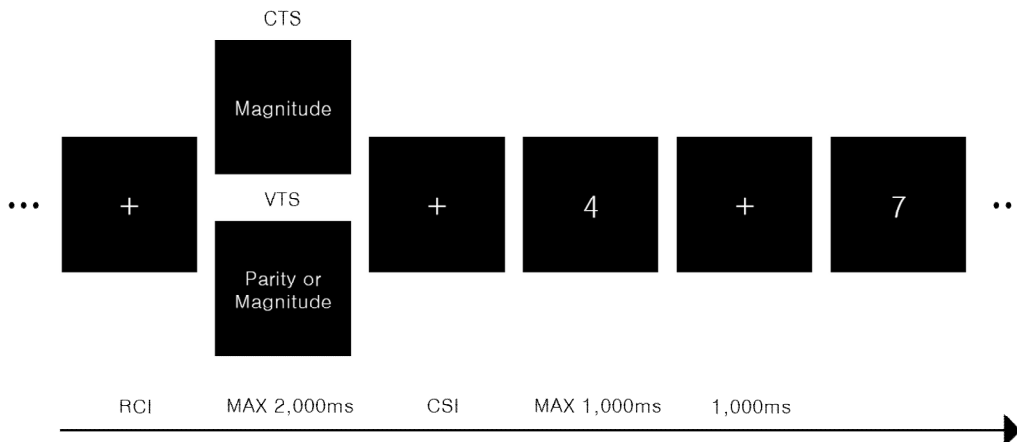 CTS
Magnitude
VTS
Parity or
Magnitude
... + + 4 + 7 ..
RCI MAX 2,000ms CSI MAX 1,000ms 1,000ms